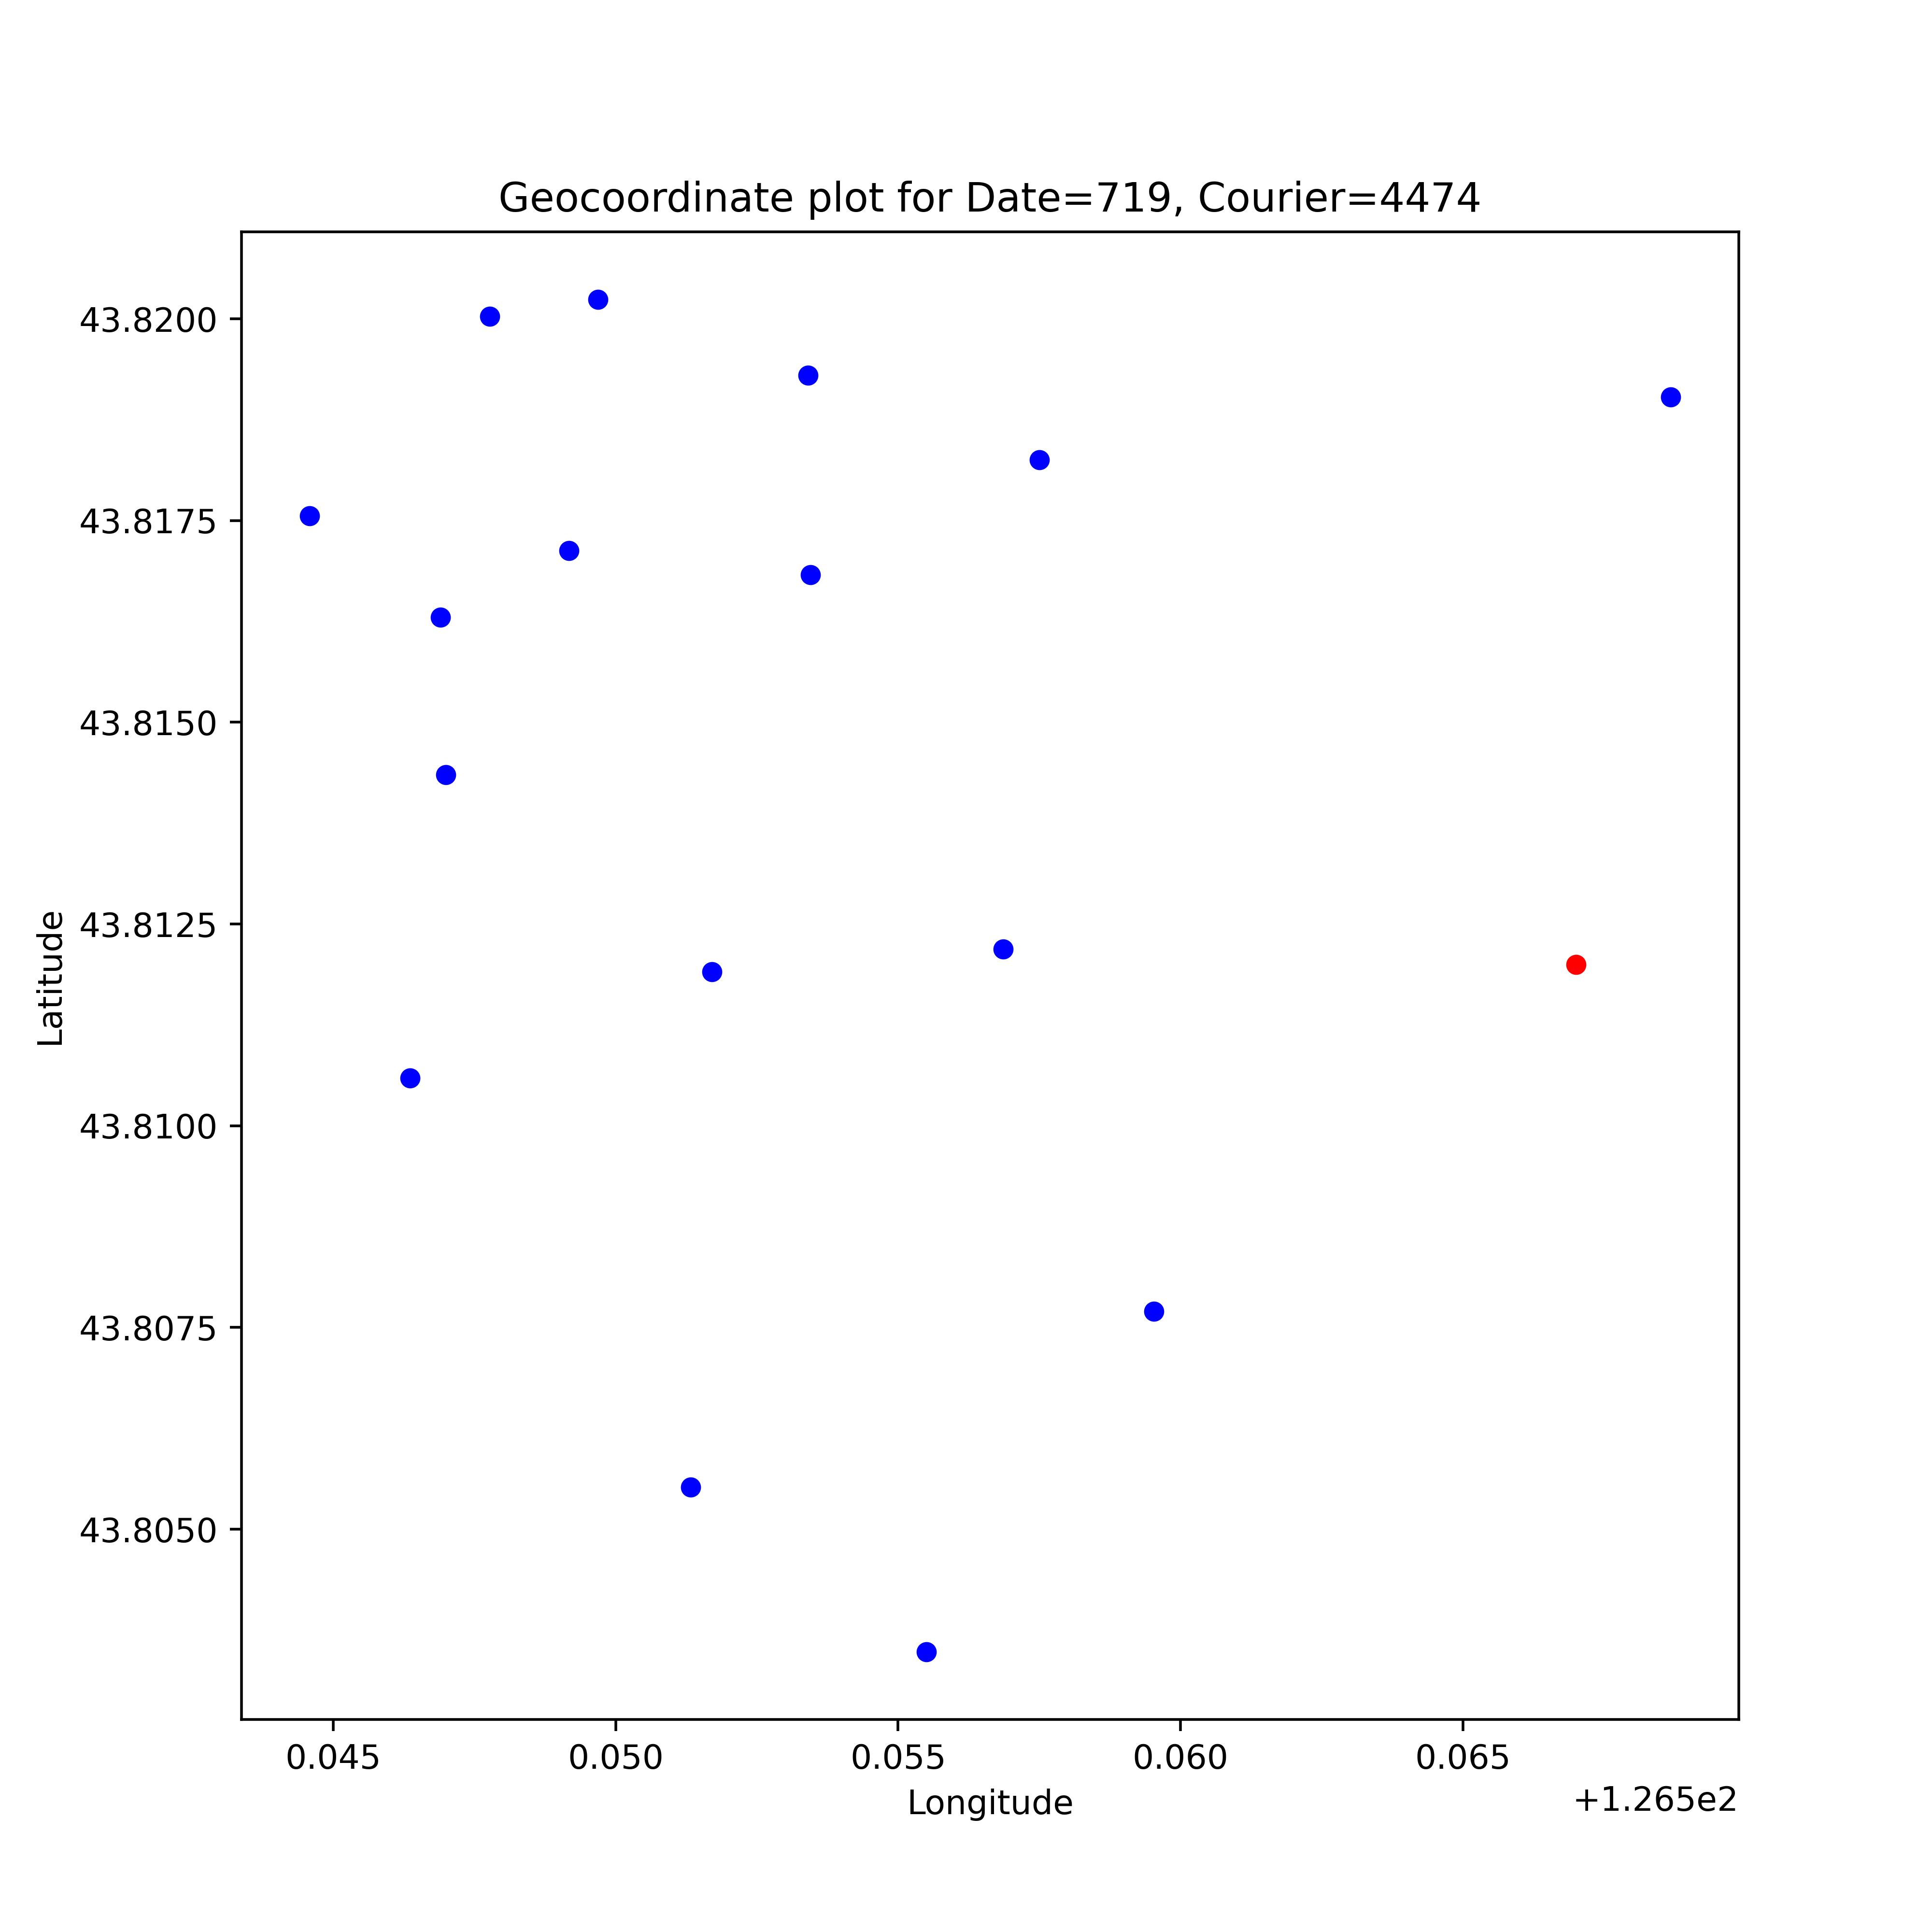 Geocoordinate plot for Date=719, Courier=4474
43.8200
43.8175
43.8150
43.8125
43.8100
43.8075
43.8050
Latitude
0.045 0.050 0.055 0.060 0.065
Longitude
+1.265e2